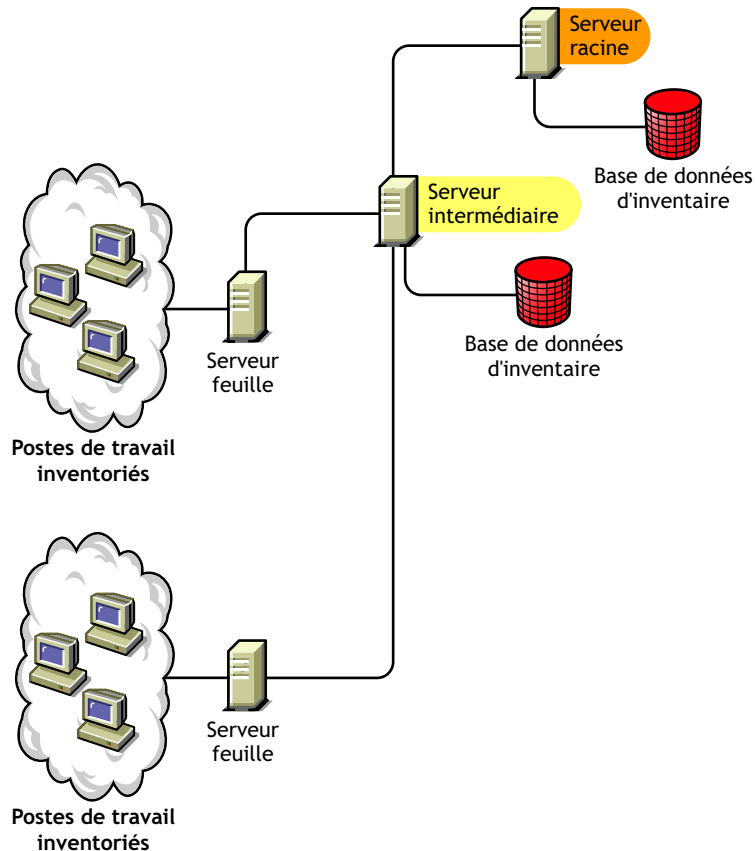 Serveur
racine
Base de données
d'inventaire
Serveur
intermédiaire
Base de données
d'inventaire
Serveur
feuille
Postes de travail
inventoriés
Serveur
feuille
Postes de travail
inventoriés